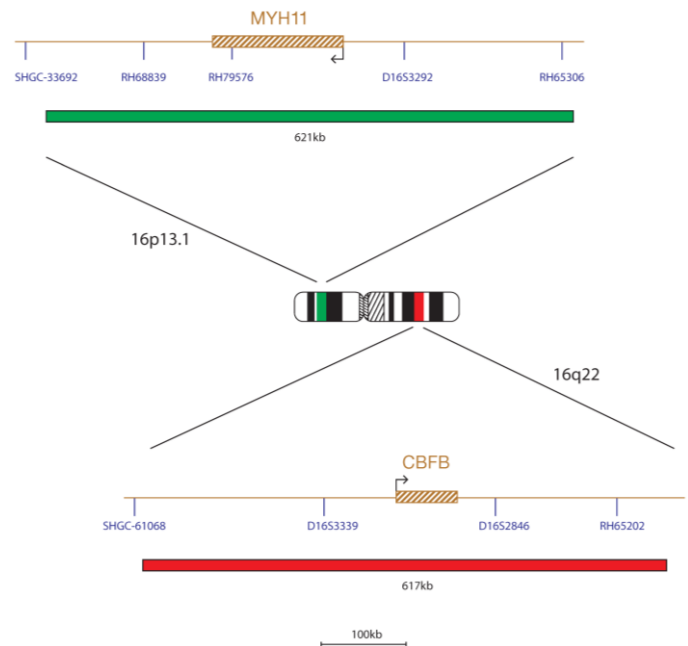 MYH11
SHGC-33692
RH68839
RH79576
D16S3292
RH65306
621kb
16p13.1
16q22
CBFB
SHGC-61068
D16S3339
D16S2846
RH65202
617kb
100kb